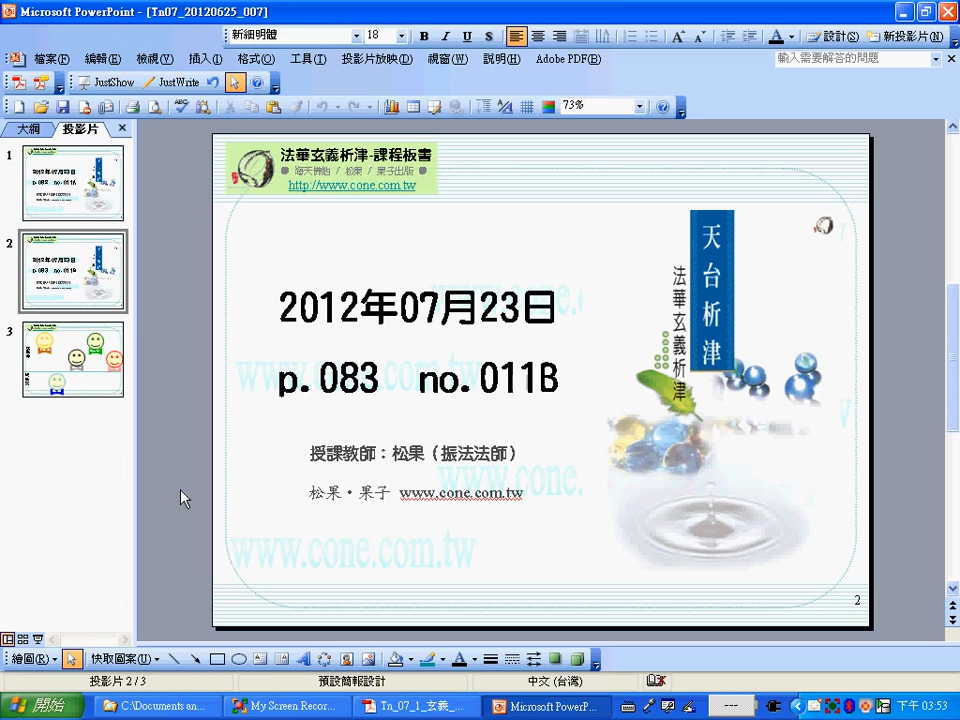 Microsoft PowerPoint - [Tn07_20120625_007]
新細明體 18 B I U S 設計(S) 新投影片(N)
檔案(F) 編輯(E) 檢視(V) 插入(I) 格式(O) 工具(T) 投影片放映(D) 視窗(W) 說明(H) Adobe PDF(B) 輸入需要解答的問題
JustShow JustWrite
73%
大綱 投影片
1
2
3
法華玄義析津-課程板書
● 海天佛地 / 松果 / 果子出版 ●
http://www.cone.com.tw
天台析津
法華玄義析津
2012年07月23日
p.083 no.011B
授課教師：松果（振法法師）
松果・果子 www.cone.com.tw
www.cone.com.tw
2
繪圖(R) 快取圖案(U)
投影片 2 / 3 預設簡報設計 中文 (台灣)
開始 C:\Documents an... My Screen Recor... Tn_07_1_玄義_... Microsoft PowerP... 下午 03:53